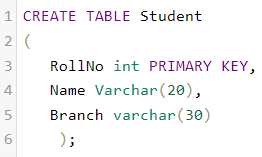 1 CREATE TABLE Student
2 (
3 RollNo int PRIMARY KEY,
4 Name Varchar(20),
5 Branch varchar(30)
6 );